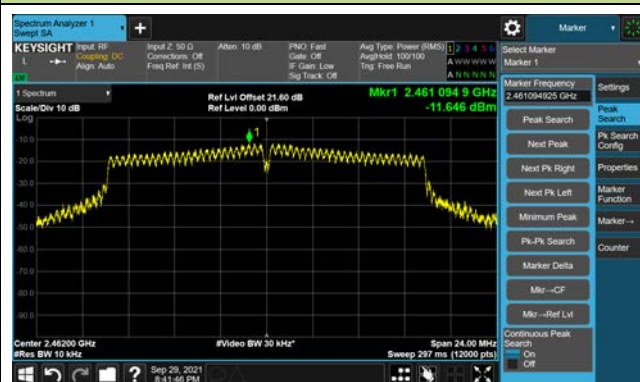 Spectrum Analyzer 1
Swept SA
+
Marker
KEYSIGHT
L
Input: RF
Coupling: DC
Align: Auto
Input Z: 50 Ω
Corrections: Off
Freq Ref: Int (S)
Atten: 10 dB
PNO: Fast
Gate: Off
IF Gain: Low
Sig Track: Off
Avg Type: Power (RMS)
Avg|Hold: 100/100
Trig: Free Run
1 2 3 4 5 6
A W W W W W
A N N N N N
Select Marker
Marker 1
1 Spectrum
Scale/Div 10 dB
Log
Ref Lvl Offset 21.60 dB
Ref Level 0.00 dBm
Mkr1 2.461 094 9 GHz
-11.646 dBm
1
-10.0
-20.0
-30.0
-40.0
-50.0
-60.0
-70.0
-80.0
-90.0
Center 2.46200 GHz
#Res BW 10 kHz
#Video BW 30 kHz*
Span 24.00 MHz
Sweep 297 ms (12000 pts)
Marker Frequency
2.461094925 GHz
Peak Search
Next Peak
Next Pk Right
Next Pk Left
Minimum Peak
Pk-Pk Search
Marker Delta
Mkr→CF
Mkr→Ref Lvl
Continuous Peak
Search
On
Off
Settings
Peak
Search
Pk Search
Config
Properties
Marker
Function
Marker→
Counter
?
Sep 29, 2021
8:41:46 PM